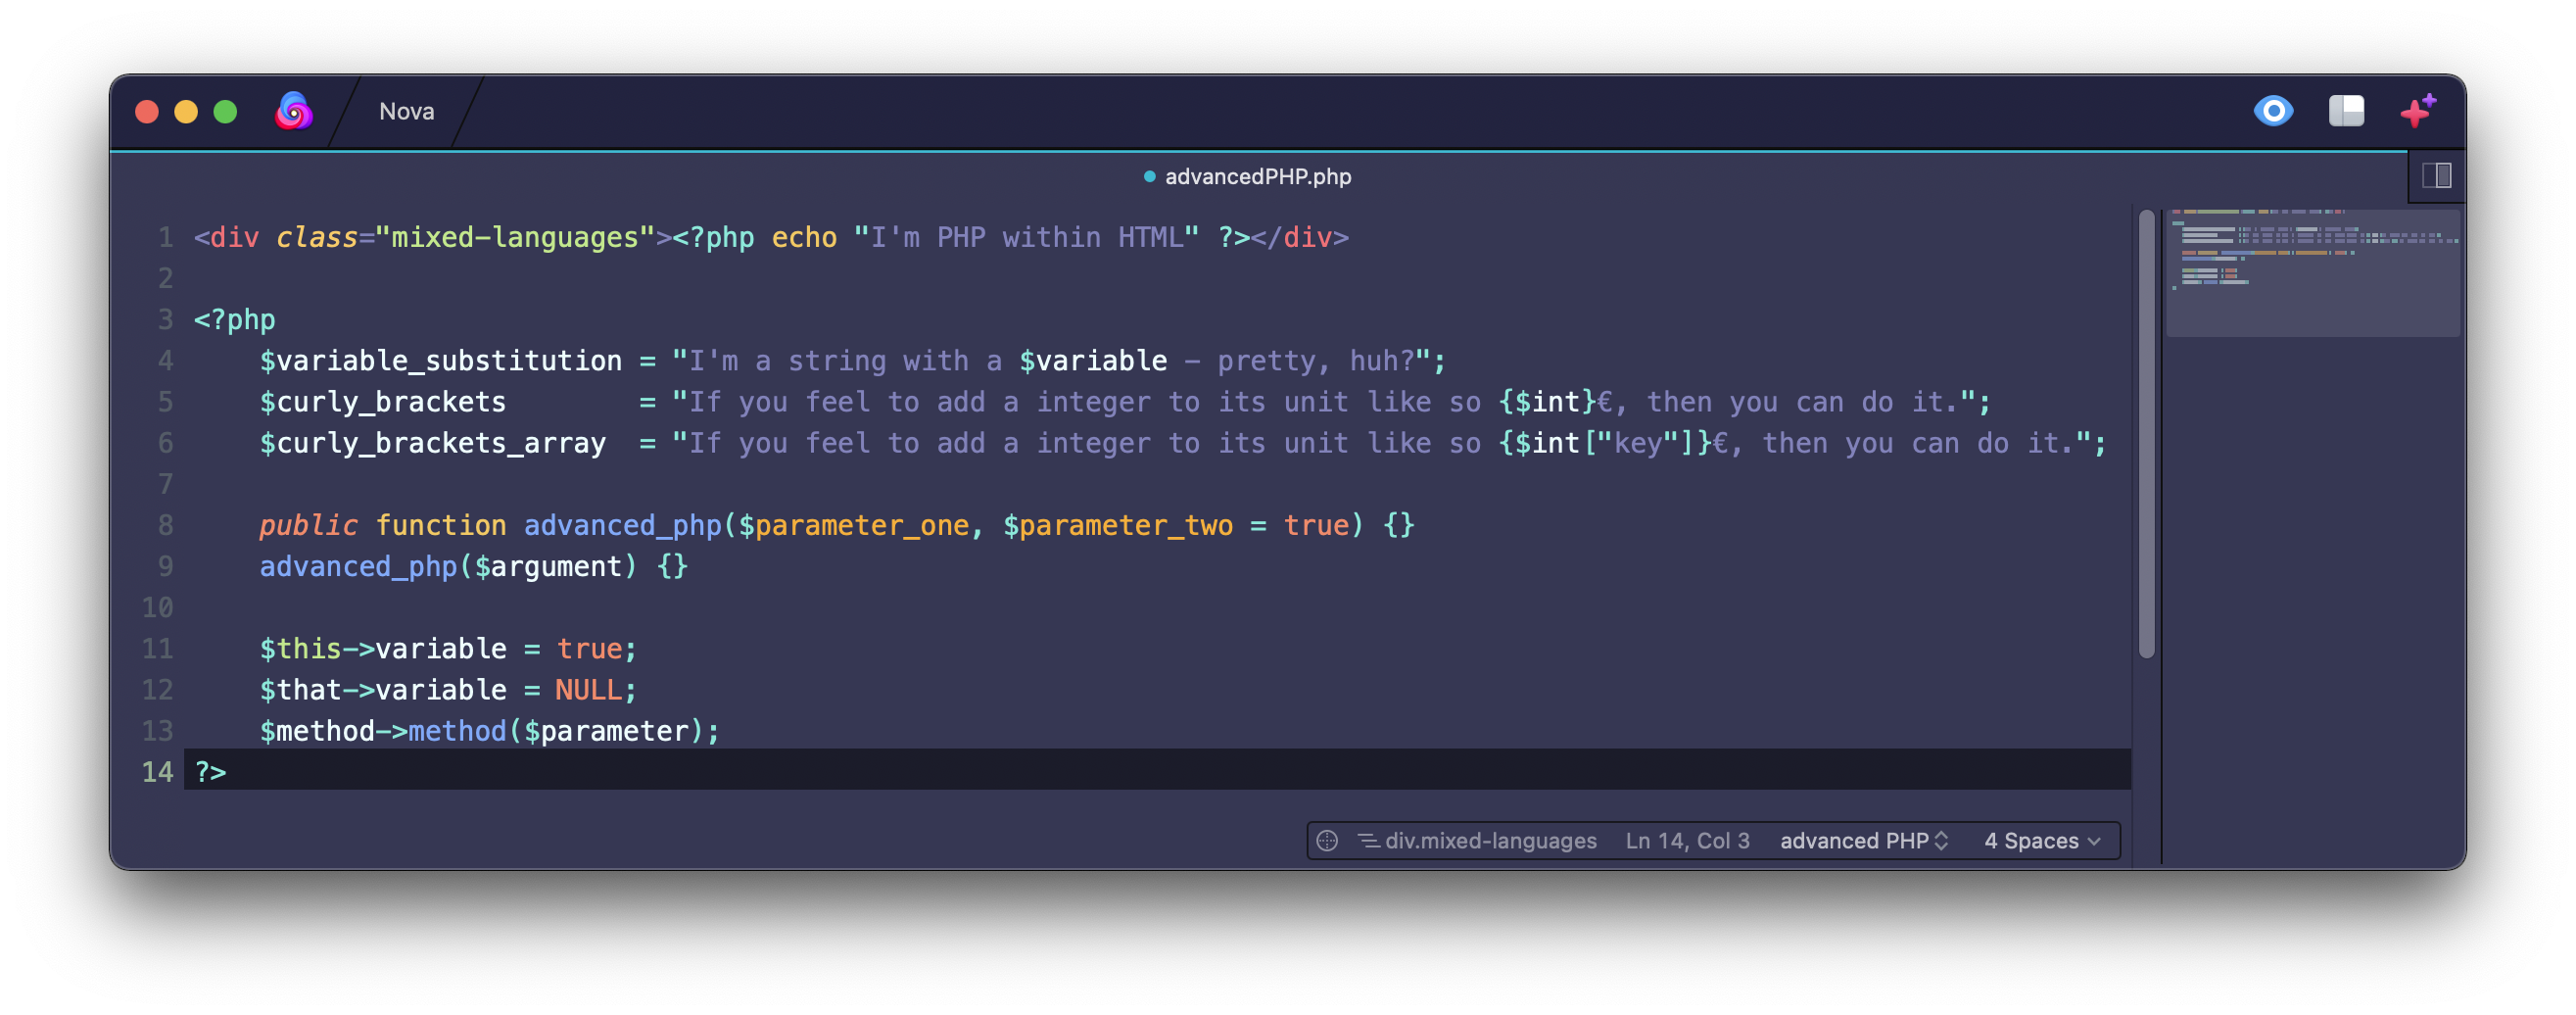 Nova
advancedPHP.php
1 <div class="mixed-languages"><?php echo "I'm PHP within HTML" ?></div>
2
3 <?php
4     $variable_substitution = "I'm a string with a $variable – pretty, huh?";
5     $curly_brackets        = "If you feel to add a integer to its unit like so {$int}€, then you can do it.";
6     $curly_brackets_array  = "If you feel to add a integer to its unit like so {$int["key"]}€, then you can do it.";
7
8     public function advanced_php($parameter_one, $parameter_two = true) {}
9     advanced_php($argument) {}
10
11     $this->variable = true;
12     $that->variable = NULL;
13     $method->method($parameter);
14 ?>
div.mixed-languages Ln 14, Col 3 advanced PHP 4 Spaces